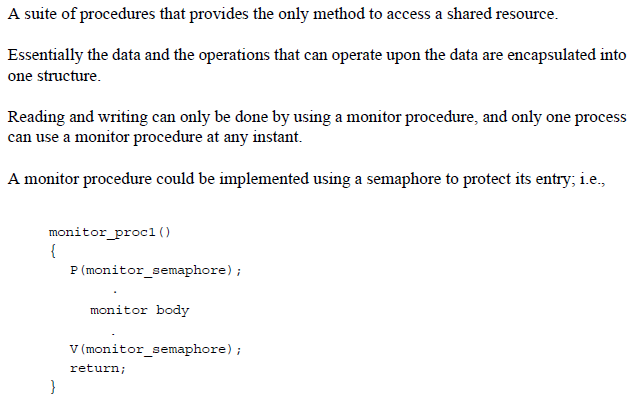 A suite of procedures that provides the only method to access a shared resource.
Essentially the data and the operations that can operate upon the data are encapsulated into
one structure.
Reading and writing can only be done by using a monitor procedure, and only one process
can use a monitor procedure at any instant.
A monitor procedure could be implemented using a semaphore to protect its entry; i.e.,
monitor_proc1()
{
P(monitor_semaphore);
.
monitor body
.
V(monitor_semaphore);
return;
}